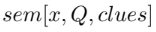 sem[x, Q, clues]